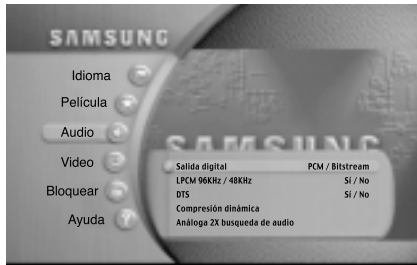 SAMSUNG
Idioma
Película
Audio
Video
Bloquear
Ayuda
SAMSUNG
Salida digital PCM / Bitstream
LPCM 96KHz / 48KHz Sí / No
DTS Sí / No
Compresión dinámica
Análoga 2X busqueda de audio